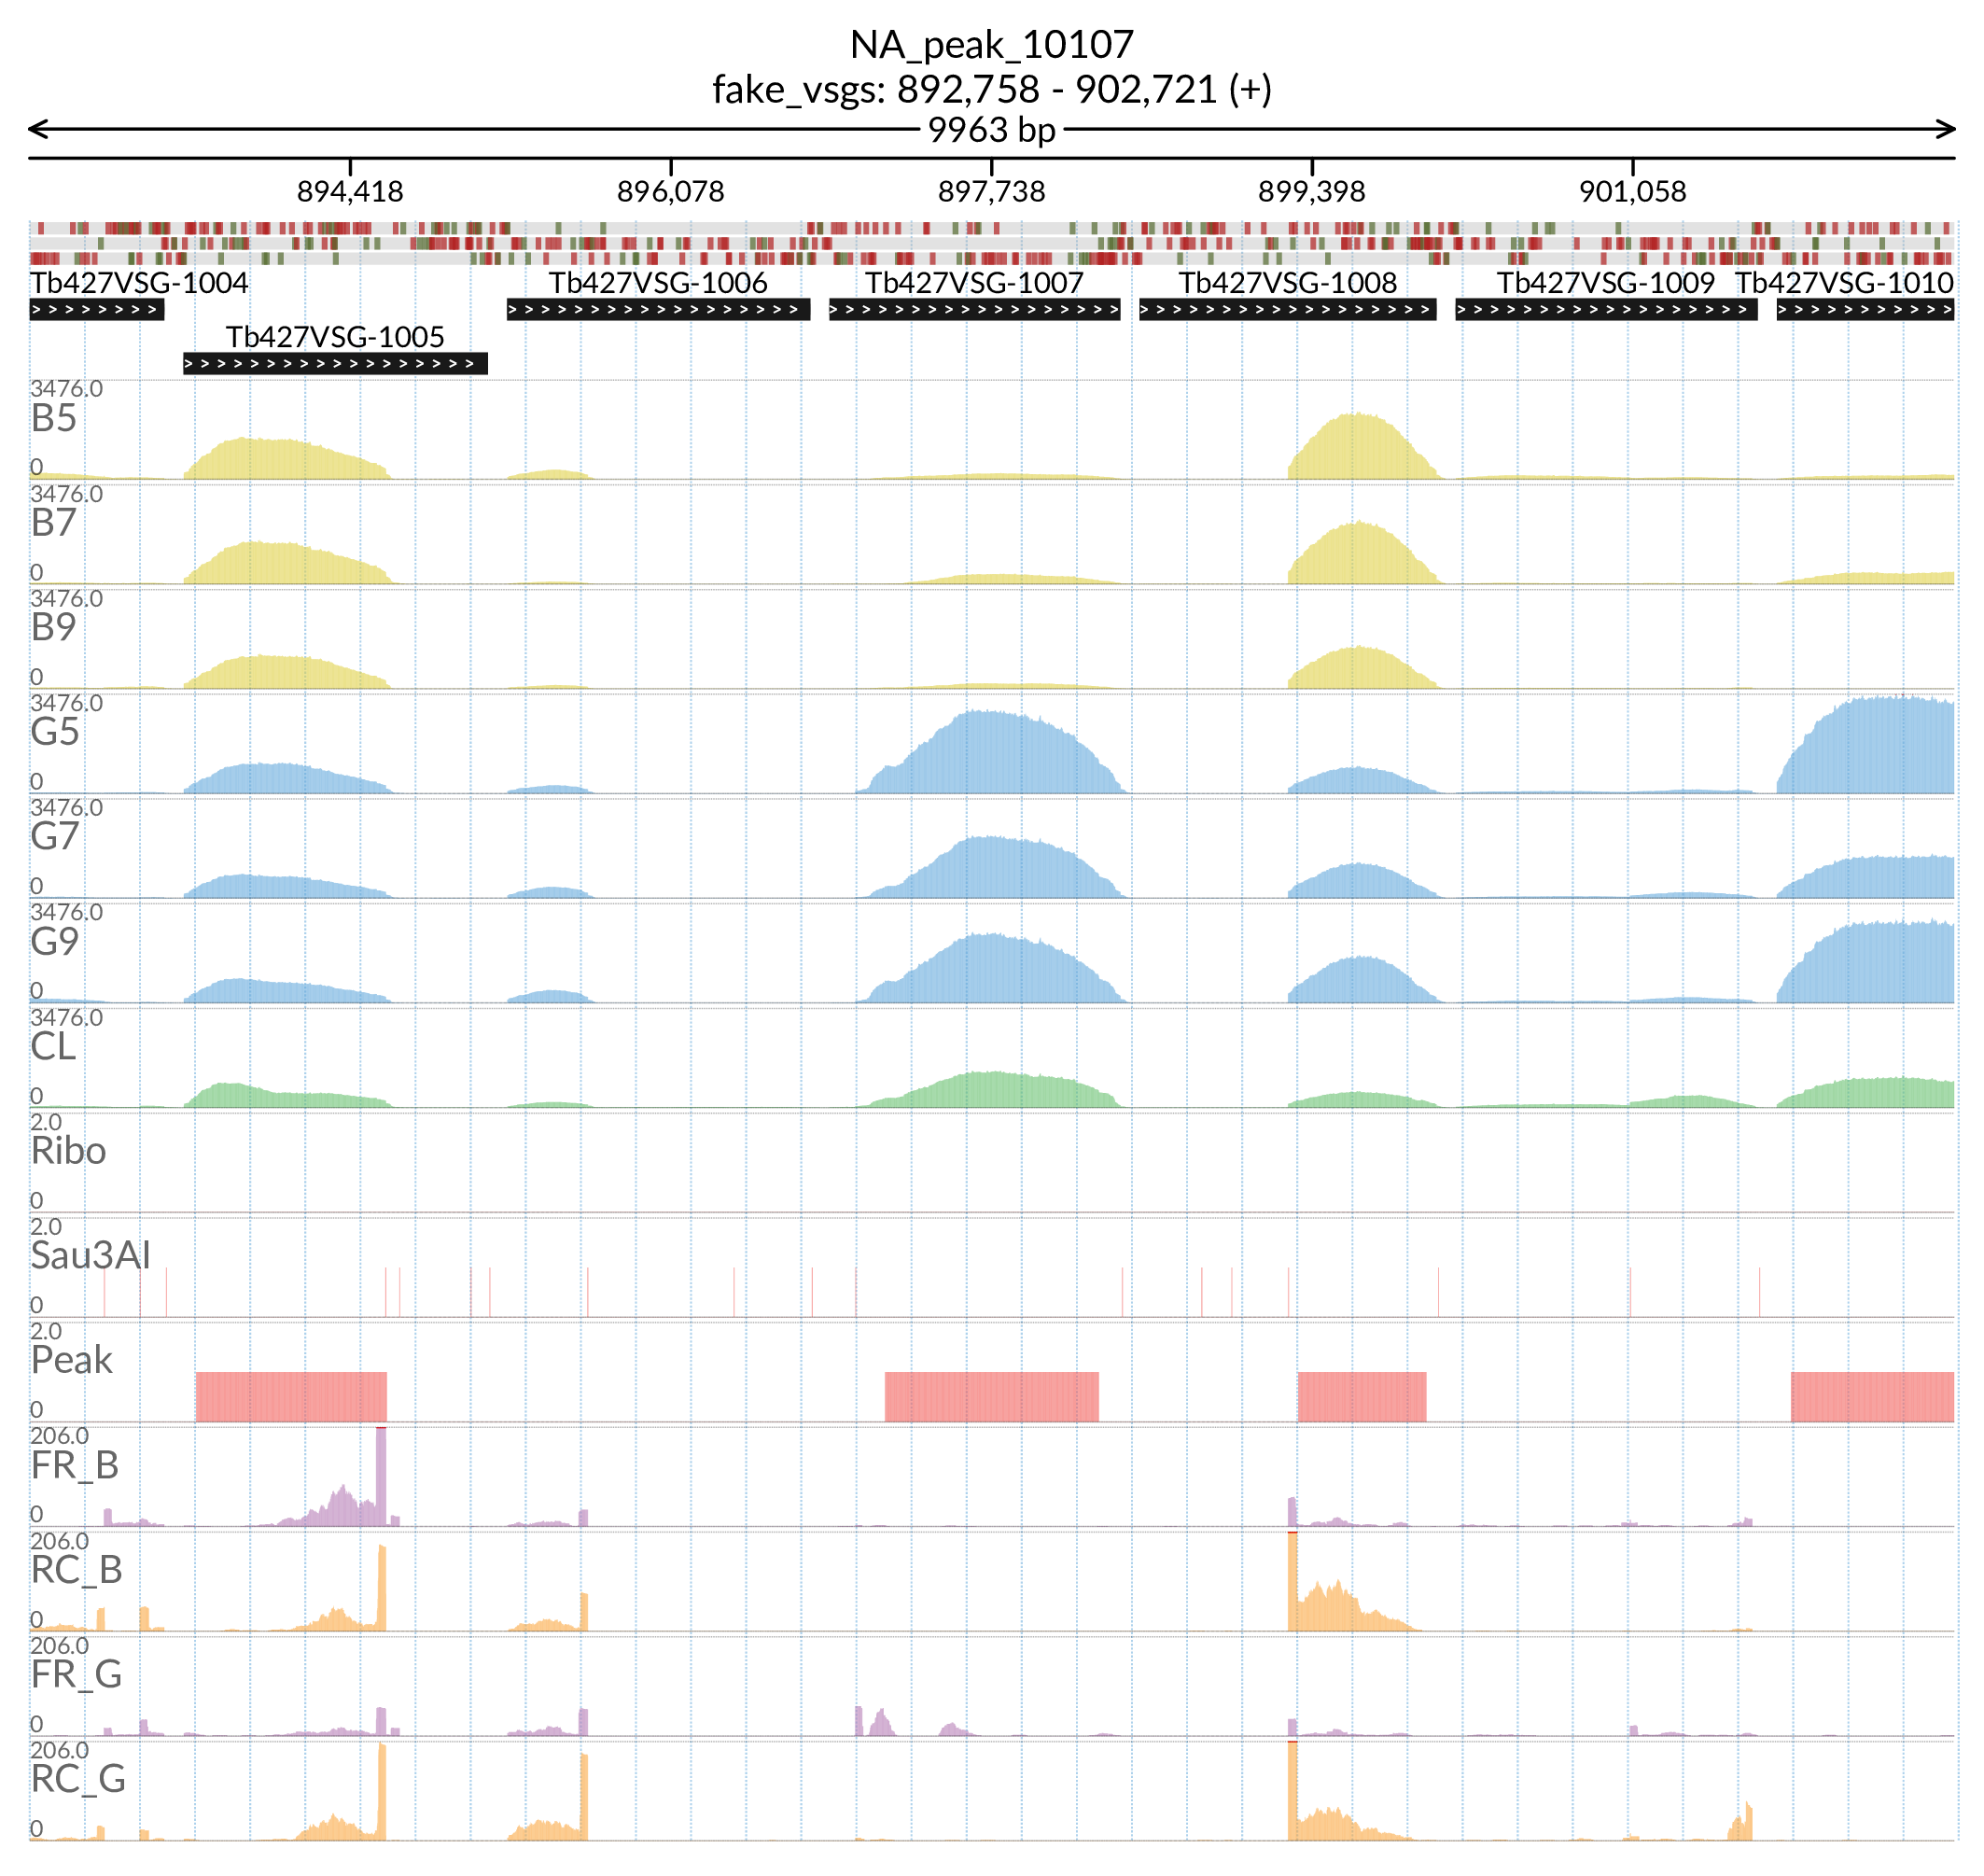 NA_peak_10107
fake_vsgs: 892,758 - 902,721 (+)
9963 bp
894,418 896,078 897,738 899,398 901,058
Tb427VSG-1004 Tb427VSG-1006 Tb427VSG-1007 Tb427VSG-1008 Tb427VSG-1009 Tb427VSG-1010
Tb427VSG-1005
3476.0
B5
0
3476.0
B7
0
3476.0
B9
0
3476.0
G5
0
3476.0
G7
0
3476.0
G9
0
3476.0
CL
0
2.0
Ribo
0
2.0
Sau3AI
0
2.0
Peak
0
206.0
FR_B
0
206.0
RC_B
0
206.0
FR_G
0
206.0
RC_G
0